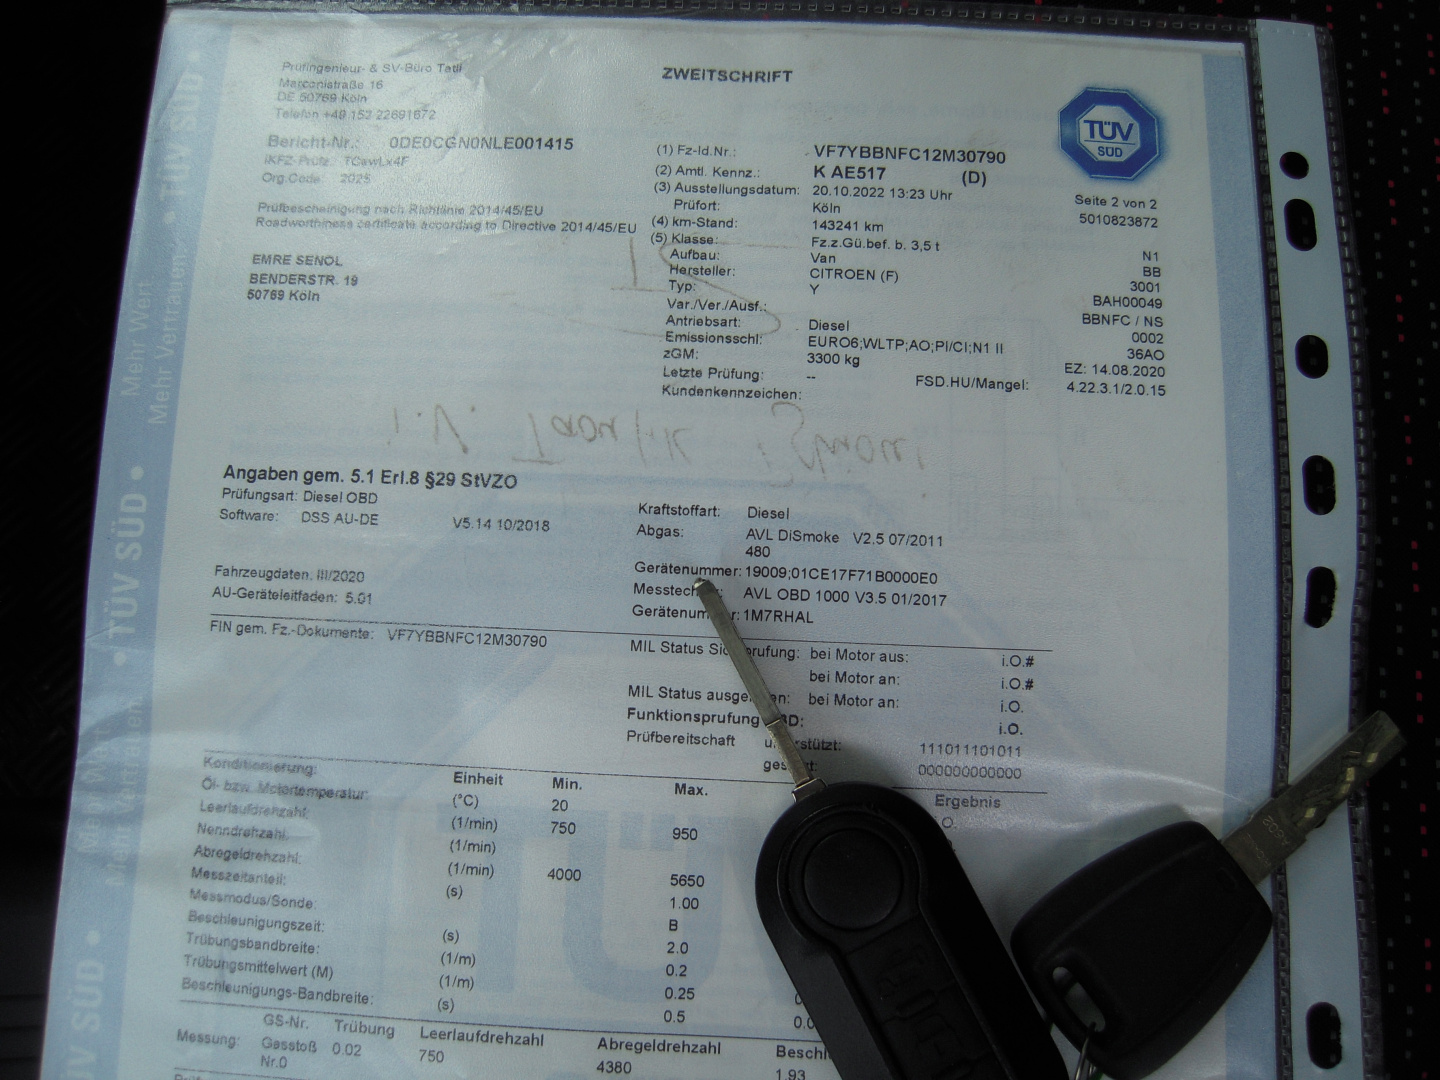 Prüfingenieur- & SV-Büro Tatli
Marconistraße 16
DE 50769 Köln
Telefon +49 152 22691672
Bericht-Nr.: 0DE0CGN0NLE001415
Org.Code: 2025
Prüfbescheinigung nach Richtlinie 2014/45/EU
Roadworthiness certificate according to Directive 2014/45/EU
EMRE SENOL
BENDERSTR. 19
50769 Köln
ZWEITSCHRIFT
TÜV
SÜD
Seite 2 von 2
5010823872
(1) Fz-Id.Nr.: VF7YBBNFC12M30790
(2) Amtl. Kennz.: K AE517 (D)
(3) Ausstellungsdatum: 20.10.2022 13:23 Uhr
Prüfort: Köln
(4) km-Stand: 143241 km
(5) Klasse: Fz.z.Gü.bef. b. 3,5 t N1
Aufbau: Van BB
Hersteller: CITROEN (F) 3001
Typ: Y BAH00049
Var./Ver./Ausf.: BBNFC / NS
Antriebsart: Diesel 0002
Emissionsschl: EURO6;WLTP;AO;PI/CI;N1 II 36AO
zGM: 3300 kg EZ: 14.08.2020
Letzte Prüfung: -- FSD.HU/Mangel: 4.22.3.1/2.0.15
Kundenkennzeichen:
Angaben gem. 5.1 Erl.8 §29 StVZO
Prüfungsart: Diesel OBD
Software: DSS AU-DE V5.14 10/2018
Fahrzeugdaten. III/2020
AU-Geräteleitfaden: 5.01
Kraftstoffart: Diesel
Abgas: AVL DiSmoke V2.5 07/2011
480
Gerätenummer: 19009;01CE17F71B0000E0
AVL OBD 1000 V3.5 01/2017
1M7RHAL
FIN gem. Fz.-Dokumente: VF7YBBNFC12M30790
MIL Status bei Motor aus: i.O.#
bei Motor an: i.O.#
MIL Status bei Motor an: i.O.
Funktionsprüfung i.O.
Prüfbereitschaft 111011101011
000000000000
Konditionierung: Einheit Min. Max. Ergebnis
Öl- bzw. Motortemperatur: (°C) 20
Leerlaufdrehzahl: (1/min) 750 950
Nenndrehzahl: (1/min)
Abregeldrehzahl: (1/min) 4000 5650
Messzeitanteil: (s) 1.00
Messmodus/Sonde: B
Beschleunigungszeit: (s) 2.0
Trübungsbandbreite: (1/m) 0.2
Trübungsmittelwert (M) (1/m) 0.25
Beschleunigungs-Bandbreite: (s) 0.5
GS-Nr. Trübung Leerlaufdrehzahl Abregeldrehzahl
Messung: Gasstoß 0.02 750 4380 1.93
Nr.0
Mehr Wert.
Mehr Vertrauen.
• TÜV SÜD •
TÜV SÜD
TÜV SÜD •